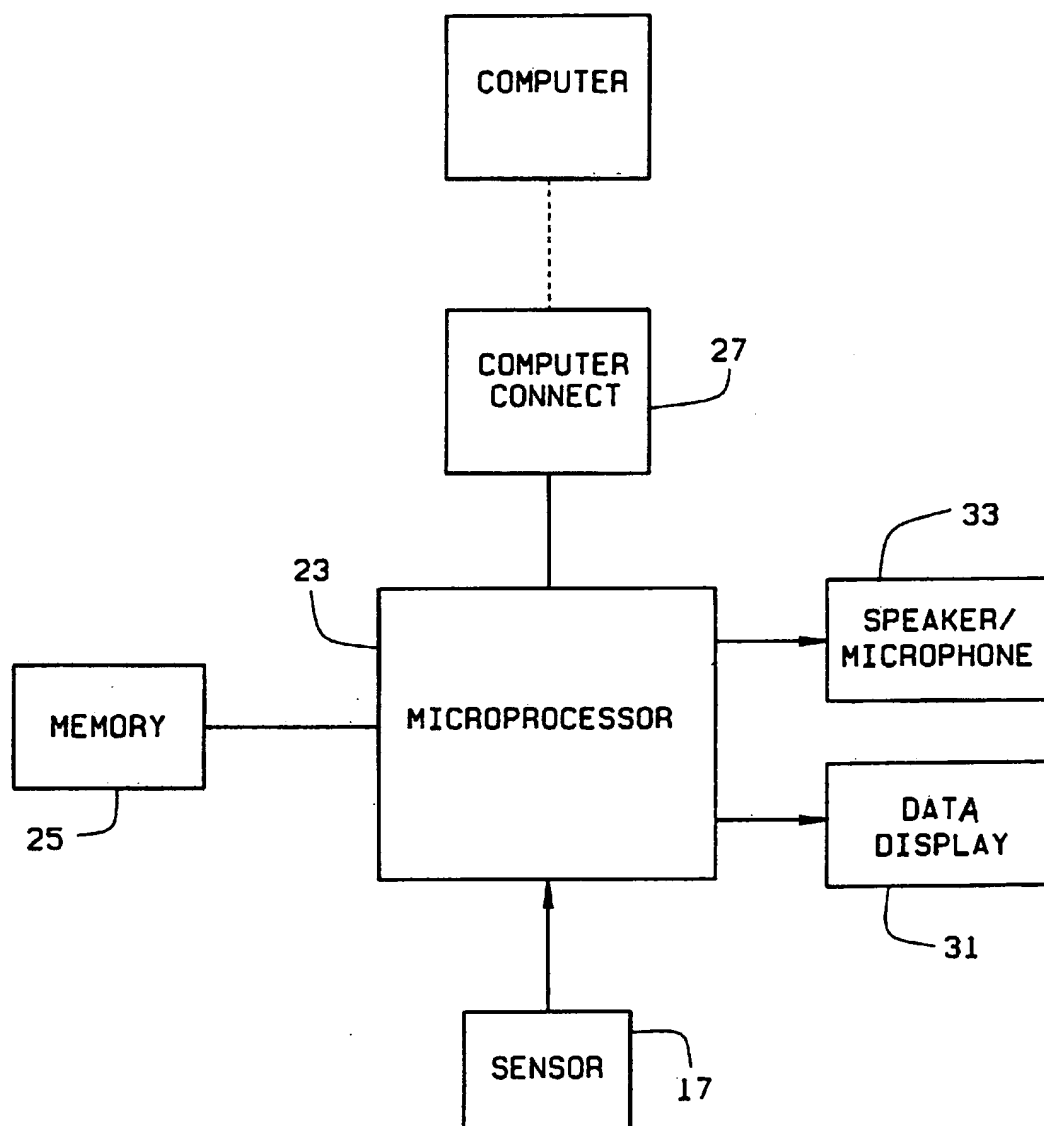 COMPUTER
COMPUTER
CONNECT
27
33
23
SPEAKER/
MICROPHONE
MEMORY
MICROPROCESSOR
25
DATA
DISPLAY
31
SENSOR
17